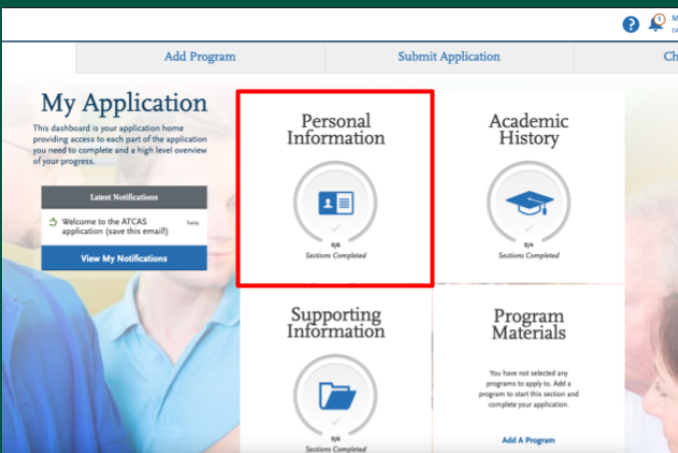 Add Program
Submit Application
My Application
This dashboard is your application home
providing access to each part of the application
you need to complete and a high level overview
of your progress.
Latest Notifications
Welcome to the ATCAS
Today
application (save this email!)
View My Notifications
Personal
Information
0/6
Sections Completed
Academic
History
0/4
Sections Completed
Supporting
Information
Sections Completed
Program
Materials
You have not selected any
programs to apply to. Add a
program to start this section and
complete your application.
Add A Program